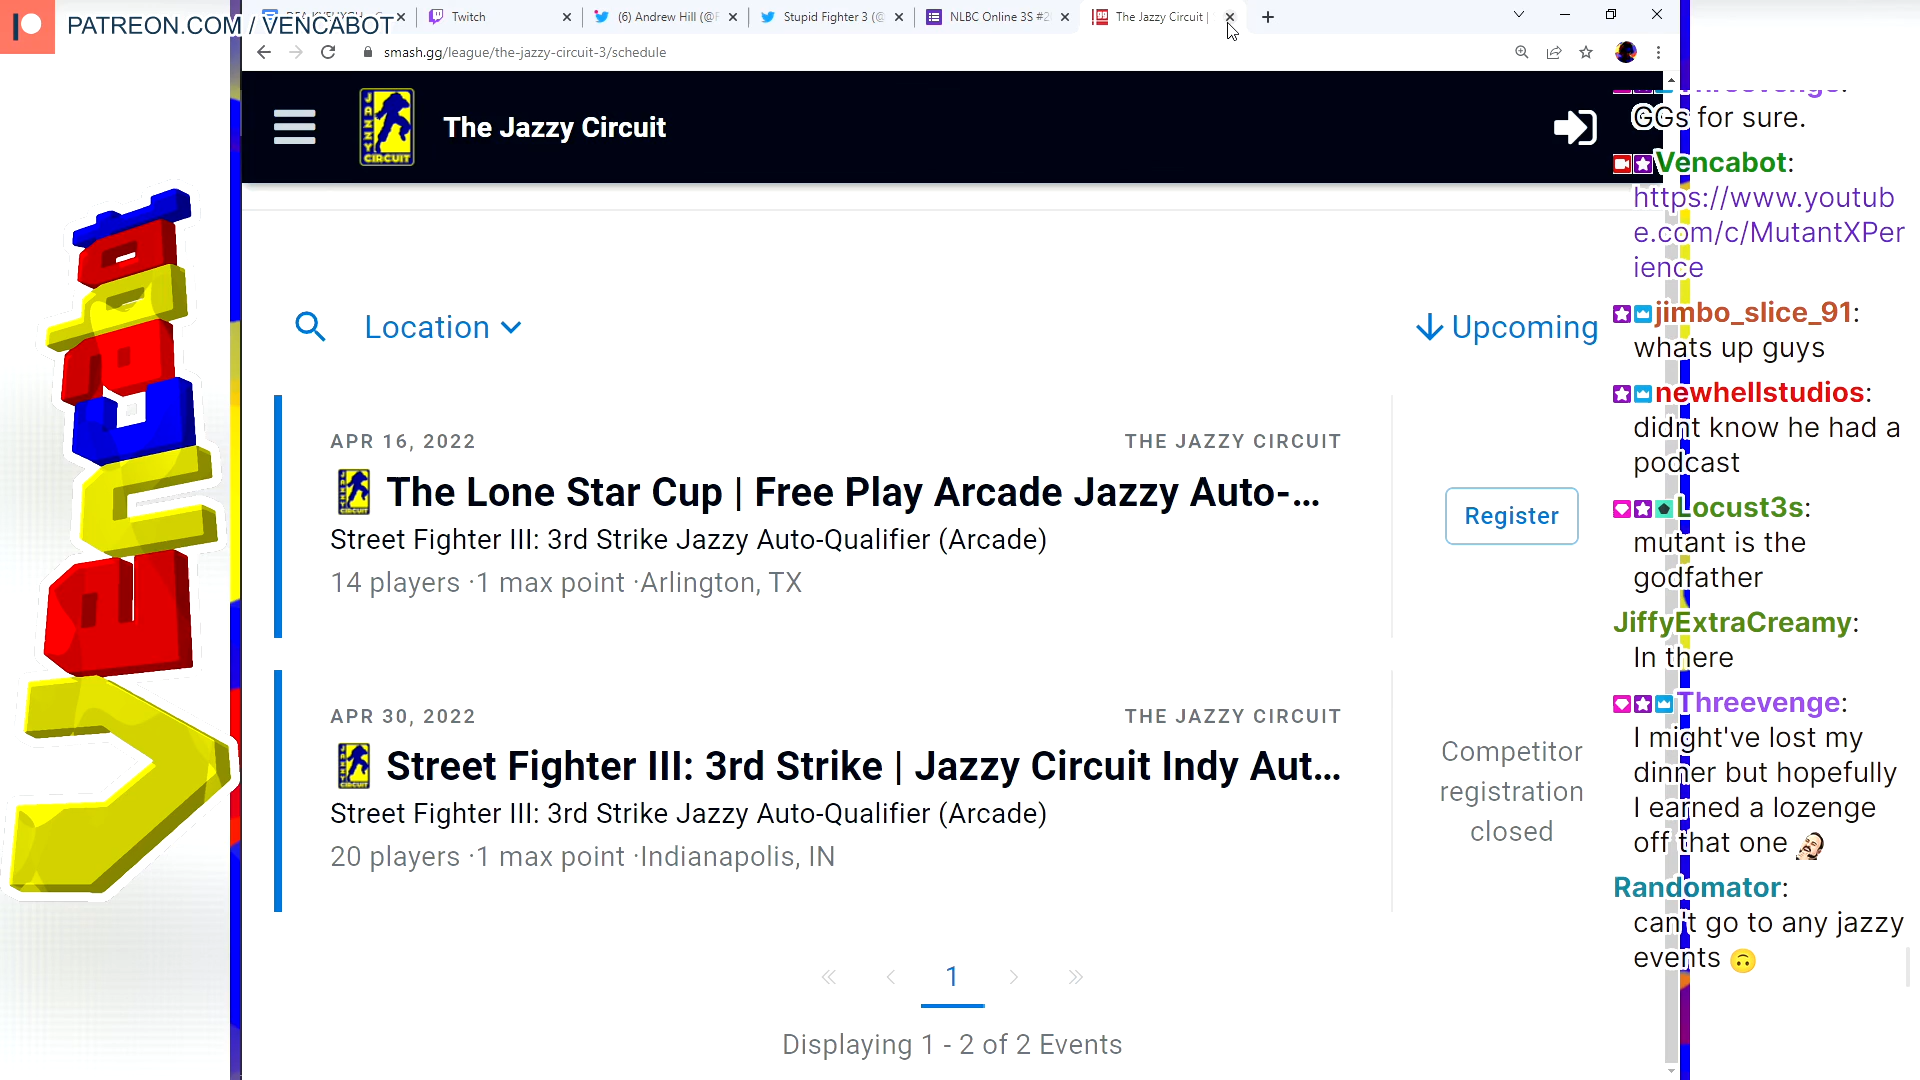 PATREON.COM / VENCABOT
Twitch
(6) Andrew Hill (@F
Stupid Fighter 3 (@
NLBC Online 3S #2
The Jazzy Circuit |
smash.gg/league/the-jazzy-circuit-3/schedule
JAZZY
CIRCUIT
The Jazzy Circuit
Location
Upcoming
APR 16, 2022
THE JAZZY CIRCUIT
The Lone Star Cup | Free Play Arcade Jazzy Auto-...
Street Fighter III: 3rd Strike Jazzy Auto-Qualifier (Arcade)
14 players ·1 max point ·Arlington, TX
Register
APR 30, 2022
THE JAZZY CIRCUIT
Street Fighter III: 3rd Strike | Jazzy Circuit Indy Aut...
Street Fighter III: 3rd Strike Jazzy Auto-Qualifier (Arcade)
20 players ·1 max point ·Indianapolis, IN
Competitor
registration
closed
1
Displaying 1 - 2 of 2 Events
Vencabot
Threevenge:
GGs for sure.
Vencabot:
https://www.youtub
e.com/c/MutantXPer
ience
jimbo_slice_91:
whats up guys
newhellstudios:
didnt know he had a
podcast
Locust3s:
mutant is the
godfather
JiffyExtraCreamy:
In there
Threevenge:
I might've lost my
dinner but hopefully
I earned a lozenge
off that one
Randomator:
can't go to any jazzy
events